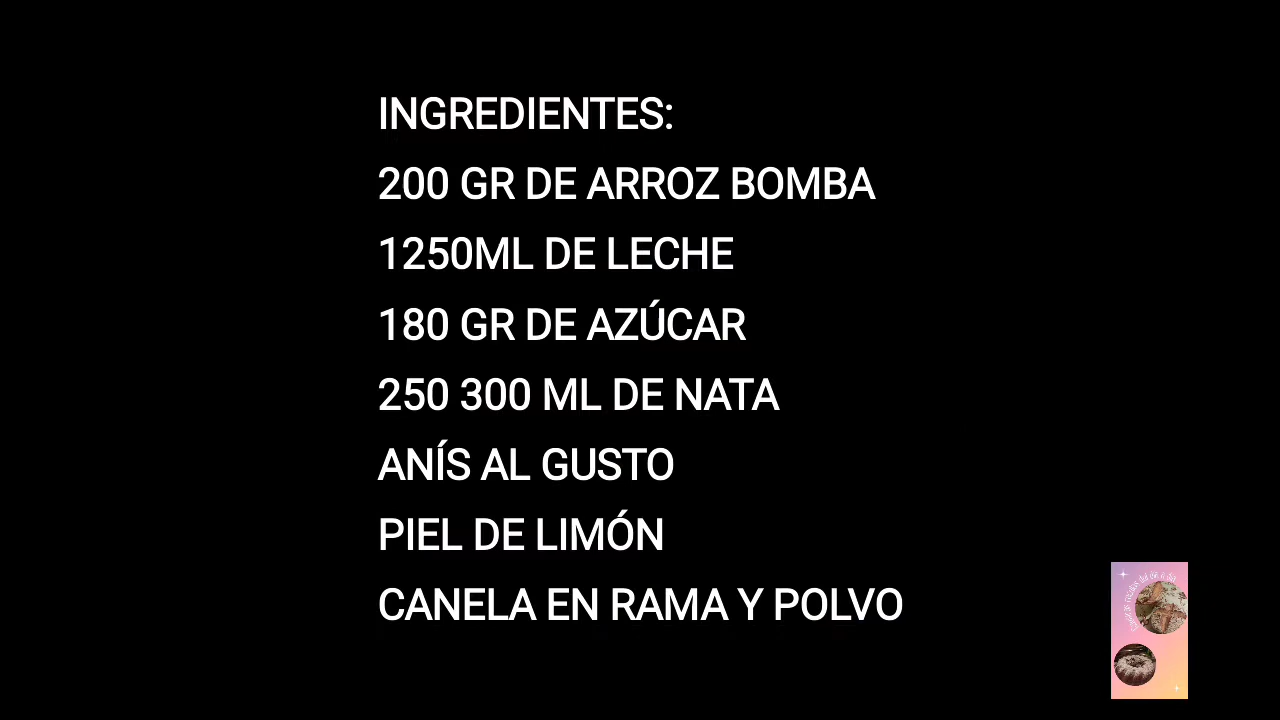 INGREDIENTES:
200 GR DE ARROZ BOMBA
1250ML DE LECHE
180 GR DE AZÚCAR
250 300 ML DE NATA
ANÍS AL GUSTO
PIEL DE LIMÓN
CANELA EN RAMA Y POLVO